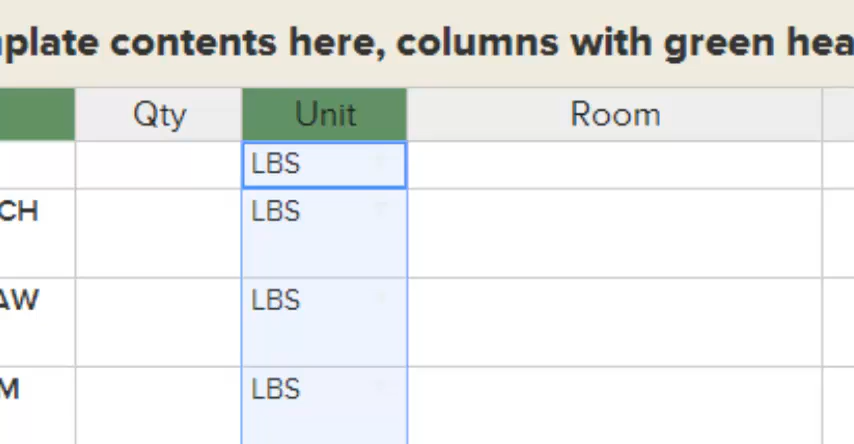 plate contents here, columns with green hea
Qty Unit Room
LBS
CH LBS
AW LBS
M LBS